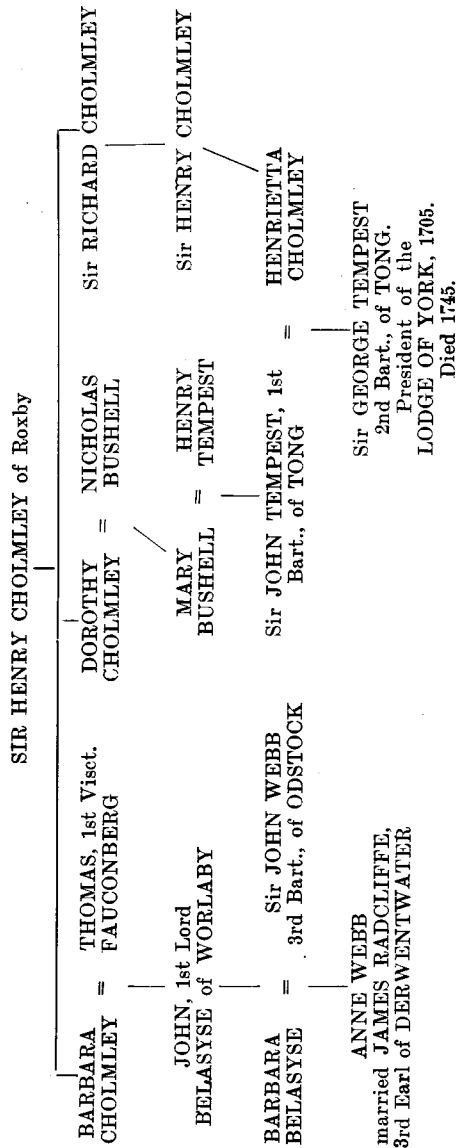 SIR HENRY CHOLMLEY of Roxby
BARBARA CHOLMLEY
=
THOMAS, 1st Visct. FAUCONBERG
DOROTHY CHOLMLEY
=
NICHOLAS BUSHELL
Sir RICHARD CHOLMLEY
JOHN, 1st Lord
BELASYSE of WORLABY
MARY
BUSHELL
=
HENRY
TEMPEST
Sir HENRY CHOLMLEY
BARBARA
BELASYSE
=
Sir JOHN WEBB
3rd Bart., of ODSTOCK
Sir JOHN TEMPEST, 1st
Bart., of TONG
=
HENRIETTA
CHOLMLEY
ANNE WEBB
married JAMES RADCLIFFE,
3rd Earl of DERWENTWATER
Sir GEORGE TEMPEST
2nd Bart., of TONG.
President of the
LODGE OF YORK, 1705.
Died 1745.